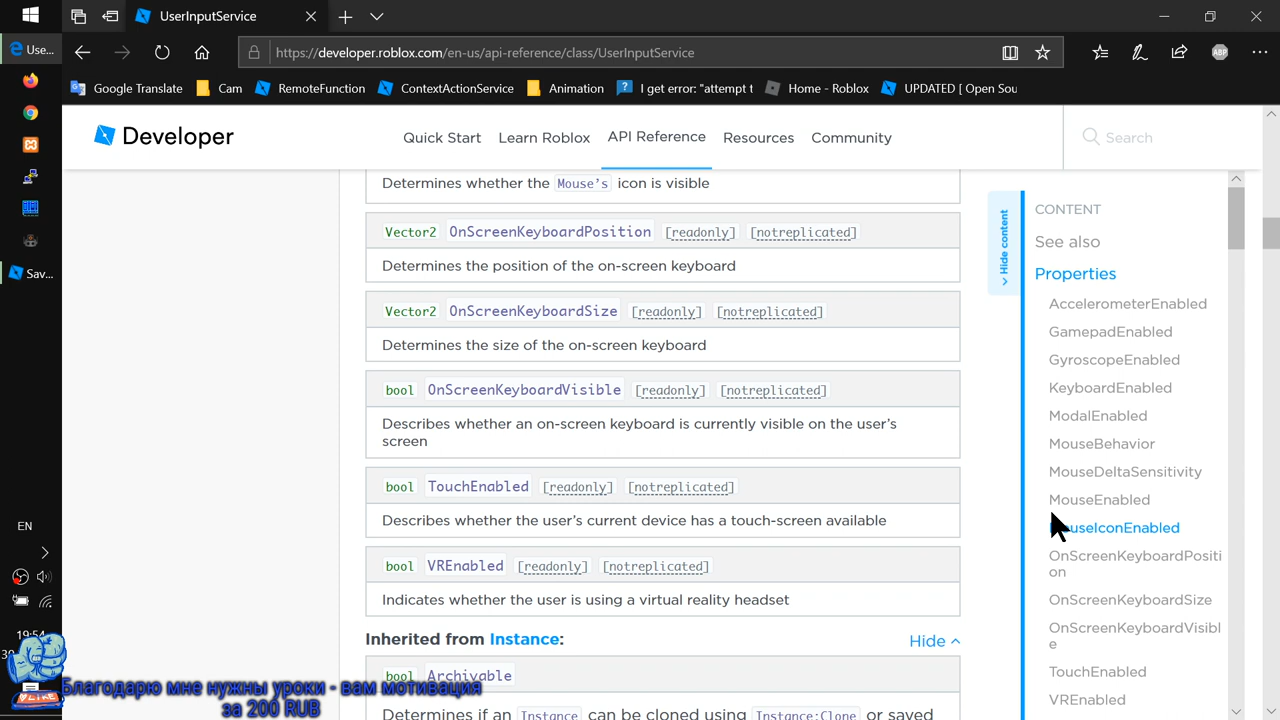 UserInputService
Use...
https://developer.roblox.com/en-us/api-reference/class/UserInputService
ABP
Google Translate
Cam
RemoteFunction
ContextActionService
Animation
I get error: "attempt t
Home - Roblox
UPDATED [ Open Sou
Developer
Quick Start
Learn Roblox
API Reference
Resources
Community
Search
Determines whether the Mouse's icon is visible
Vector2 OnScreenKeyboardPosition [readonly] [notreplicated]
Determines the position of the on-screen keyboard
Vector2 OnScreenKeyboardSize [readonly] [notreplicated]
Determines the size of the on-screen keyboard
bool OnScreenKeyboardVisible [readonly] [notreplicated]
Describes whether an on-screen keyboard is currently visible on the user's
screen
bool TouchEnabled [readonly] [notreplicated]
Describes whether the user's current device has a touch-screen available
bool VREnabled [readonly] [notreplicated]
Indicates whether the user is using a virtual reality headset
Inherited from Instance:
Hide
Archivable
Determines if an Instance can be cloned using Instance:Clone or saved
Hide content
CONTENT
See also
Properties
AccelerometerEnabled
GamepadEnabled
GyroscopeEnabled
KeyboardEnabled
ModalEnabled
MouseBehavior
MouseDeltaSensitivity
MouseEnabled
MouseIconEnabled
OnScreenKeyboardPositi
on
OnScreenKeyboardSize
OnScreenKeyboardVisibl
e
TouchEnabled
VREnabled
Sav...
EN
19:54
Благодарю мне нужны уроки - вам мотивация
за 200 RUB